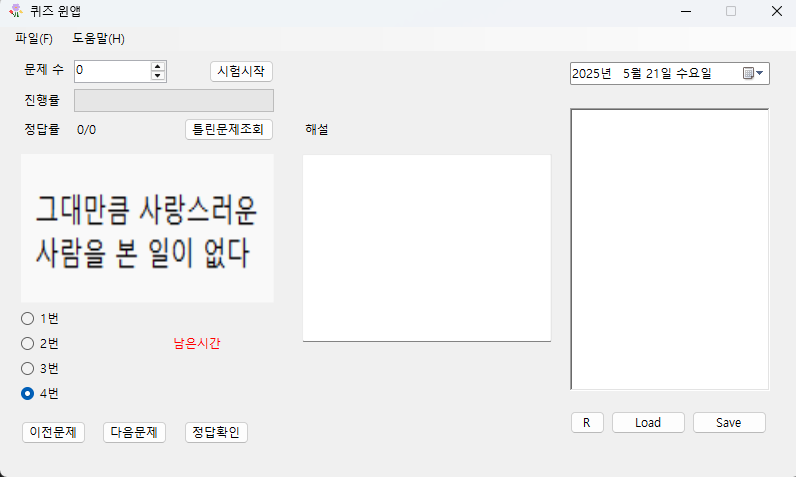 퀴즈 윈앱
파일(F) 도움말(H)
문제 수 0 시험시작
2025년 5월 21일 수요일
진행률
정답률 0/0 틀린문제조회 해설
그대만큼 사랑스러운
사람을 본 일이 없다
1번
2번 남은시간
3번
4번
이전문제 다음문제 정답확인
R Load Save